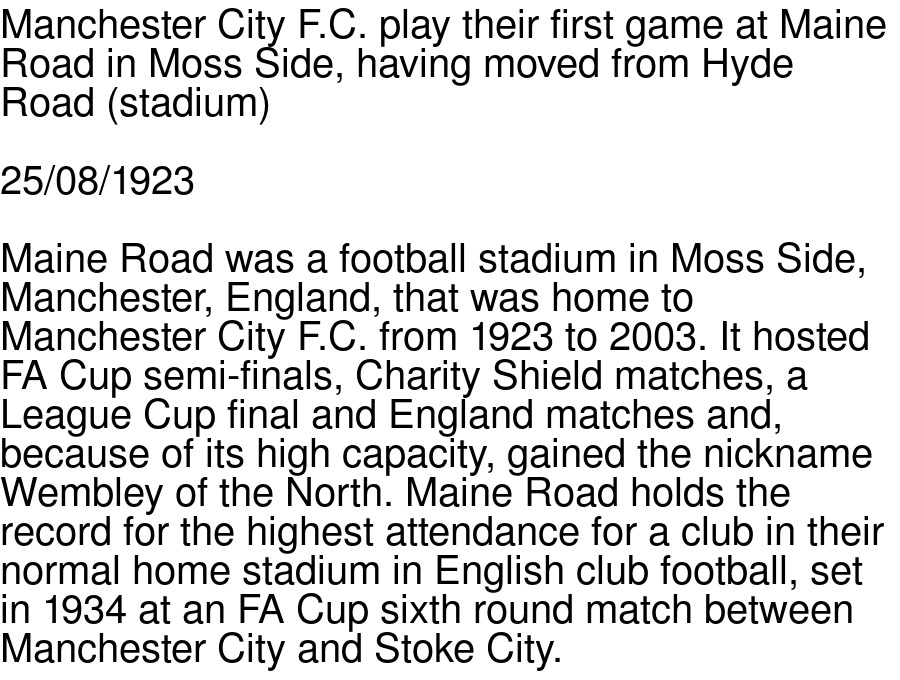 Manchester City F.C. play their first game at Maine
Road in Moss Side, having moved from Hyde
Road (stadium)
25/08/1923
Maine Road was a football stadium in Moss Side,
Manchester, England, that was home to
Manchester City F.C. from 1923 to 2003. It hosted
FA Cup semi-finals, Charity Shield matches, a
League Cup final and England matches and,
because of its high capacity, gained the nickname
Wembley of the North. Maine Road holds the
record for the highest attendance for a club in their
normal home stadium in English club football, set
in 1934 at an FA Cup sixth round match between
Manchester City and Stoke City.